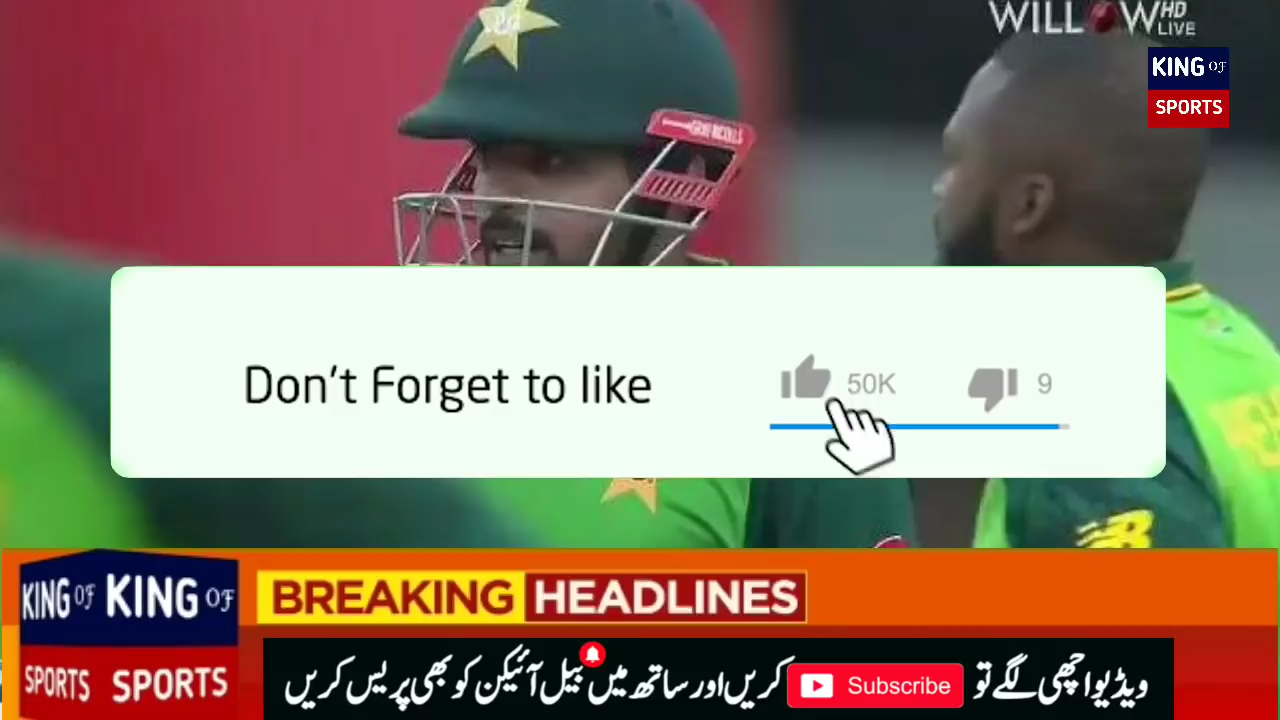 WILLOW HD
LIVE
KING OF
SPORTS
Don't Forget to like
50K
9
KING OF KING OF
SPORTS SPORTS
BREAKING HEADLINES
ویڈیو اچھی لگے تو Subscribe کریں اور ساتھ میں بیل آئیکن کو بھی پریس کریں